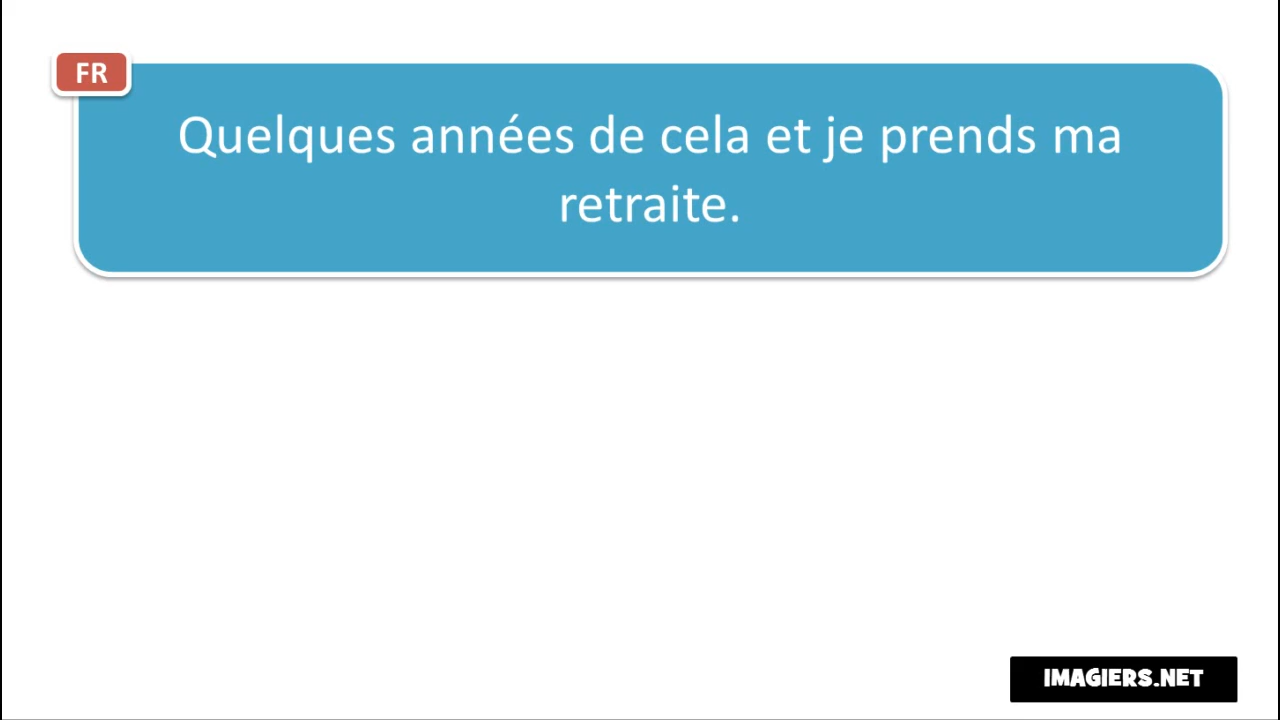 FR
Quelques années de cela et je prends ma
retraite.
IMAGIERS.NET